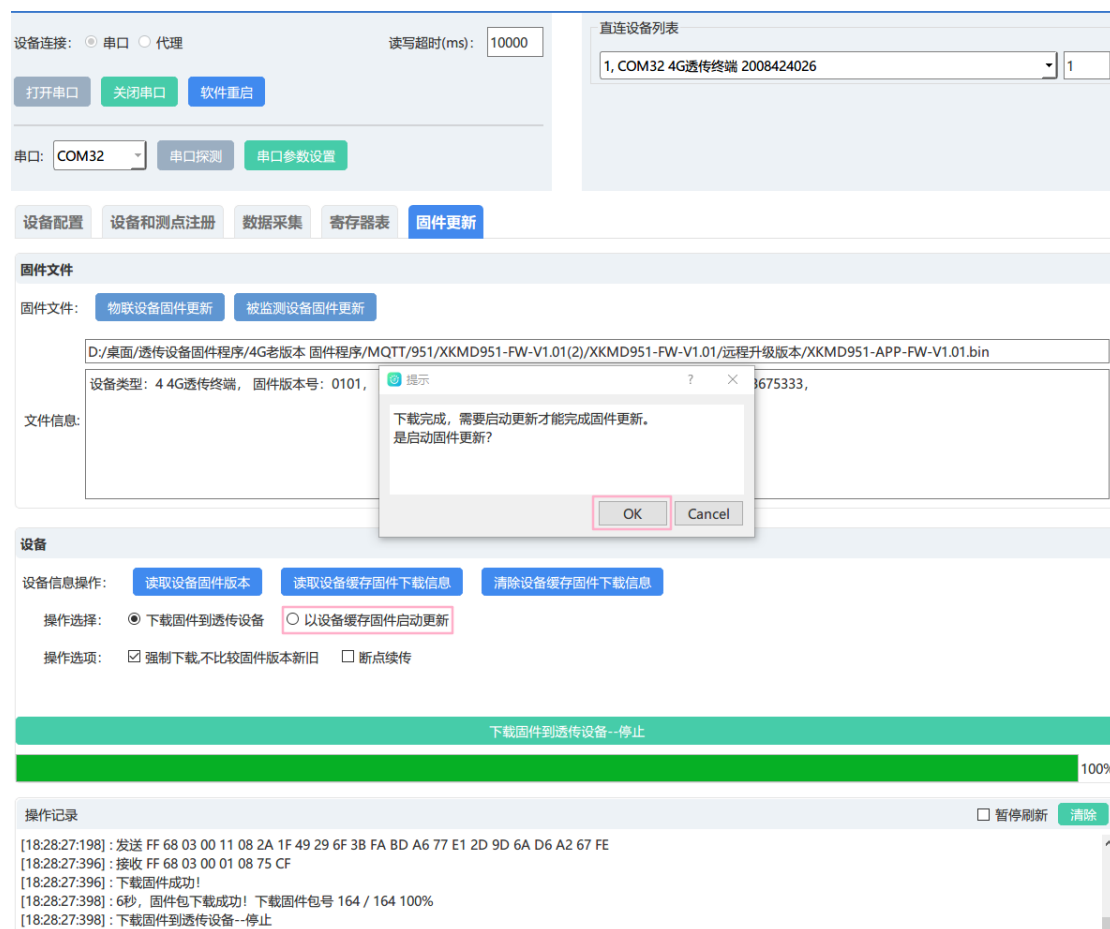 设备连接: 串口 代理 读写超时(ms): 10000
打开串口 关闭串口 软件重启
串口: COM32 串口探测 串口参数设置
直连设备列表
1, COM32 4G透传终端 2008424026 1
设备配置 设备和测点注册 数据采集 寄存器表 固件更新
固件文件
固件文件: 物联设备固件更新 被监测设备固件更新
D:/桌面/透传设备固件程序/4G老版本 固件程序/MQTT/951/XKMD951-FW-V1.01(2)/XKMD951-FW-V1.01/远程升级版本/XKMD951-APP-FW-V1.01.bin
文件信息:
设备类型: 4 4G透传终端, 固件版本号: 0101, 3675333,
提示 ?
下载完成，需要启动更新才能完成固件更新。
是启动固件更新?
OK Cancel
设备
设备信息操作: 读取设备固件版本 读取设备缓存固件下载信息 清除设备缓存固件下载信息
操作选择: 下载固件到透传设备 以设备缓存固件启动更新
操作选项: 强制下载,不比较固件版本新旧 断点续传
下载固件到透传设备--停止
100%
操作记录 暂停刷新 清除
[18:28:27:198] : 发送 FF 68 03 00 11 08 2A 1F 49 29 6F 3B FA BD A6 77 E1 2D 9D 6A D6 A2 67 FE
[18:28:27:396] : 接收 FF 68 03 00 01 08 75 CF
[18:28:27:396] : 下载固件成功!
[18:28:27:398] : 6秒, 固件包下载成功! 下载固件包号 164 / 164 100%
[18:28:27:398] : 下载固件到透传设备--停止